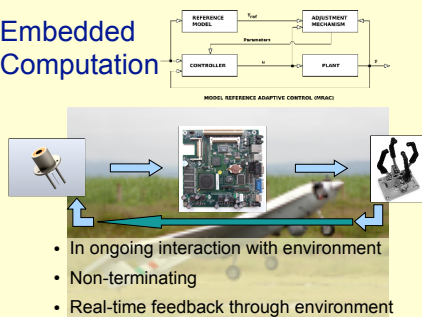 Embedded
Computation
REFERENCE
MODEL
Yref
ADJUSTMENT
MECHANISM
Parameters
CONTROLLER
u
PLANT
y
MODEL REFERENCE ADAPTIVE CONTROL (MRAC)
• In ongoing interaction with environment
• Non-terminating
• Real-time feedback through environment